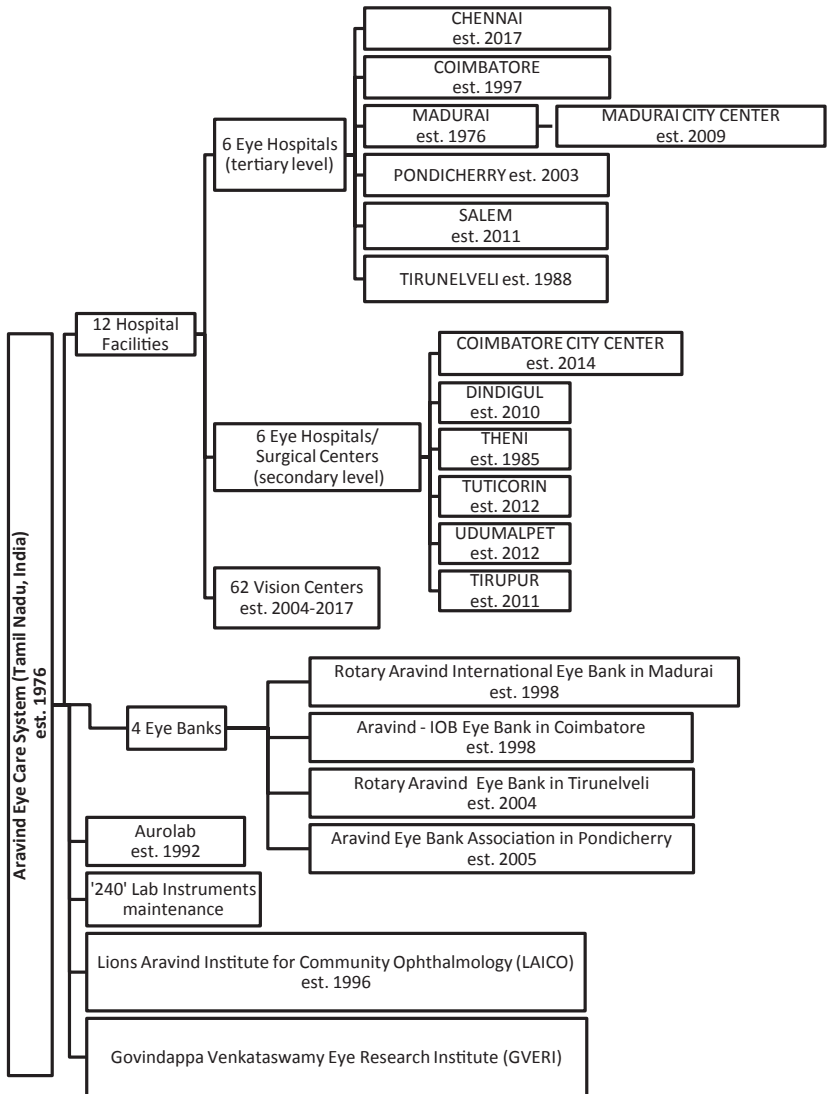 Aravind Eye Care System (Tamil Nadu, India)
est. 1976
12 Hospital
Facilities
6 Eye Hospitals
(tertiary level)
CHENNAI
est. 2017
COIMBATORE
est. 1997
MADURAI
est. 1976
MADURAI CITY CENTER
est. 2009
PONDICHERRY est. 2003
SALEM
est. 2011
TIRUNELVELI est. 1988
6 Eye Hospitals/
Surgical Centers
(secondary level)
COIMBATORE CITY CENTER
est. 2014
DINDIGUL
est. 2010
THENI
est. 1985
TUTICORIN
est. 2012
UDUMALPET
est. 2012
TIRUPUR
est. 2011
62 Vision Centers
est. 2004-2017
4 Eye Banks
Rotary Aravind International Eye Bank in Madurai
est. 1998
Aravind - IOB Eye Bank in Coimbatore
est. 1998
Rotary Aravind  Eye Bank in Tirunelveli
est. 2004
Aravind Eye Bank Association in Pondicherry
est. 2005
Aurolab
est. 1992
'240' Lab Instruments
maintenance
Lions Aravind Institute for Community Ophthalmology (LAICO)
est. 1996
Govindappa Venkataswamy Eye Research Institute (GVERI)